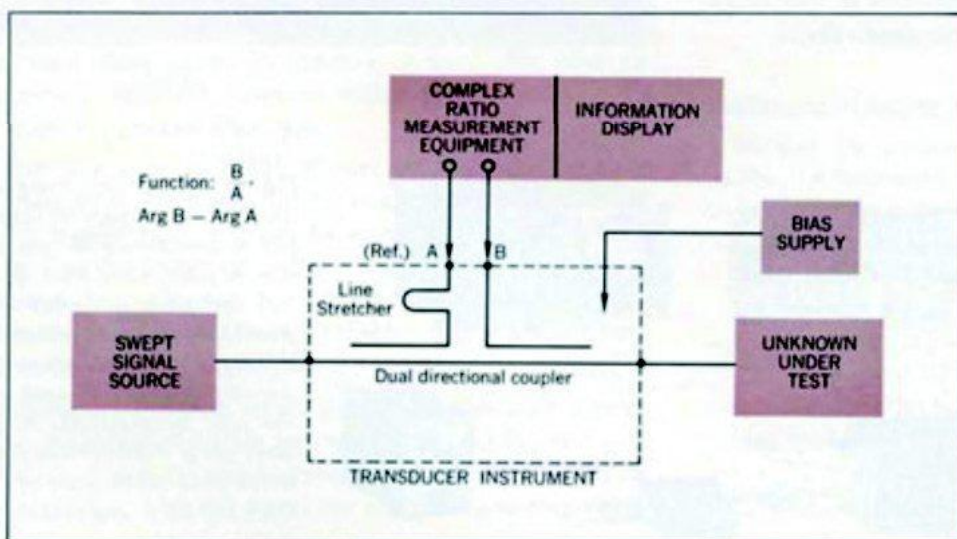 COMPLEX
RATIO
MEASUREMENT
EQUIPMENT
INFORMATION
DISPLAY
Function: B/A,
Arg B – Arg A
BIAS
SUPPLY
(Ref.) A B
Line
Stretcher
SWEPT
SIGNAL
SOURCE
UNKNOWN
UNDER
TEST
Dual directional coupler
TRANSDUCER INSTRUMENT